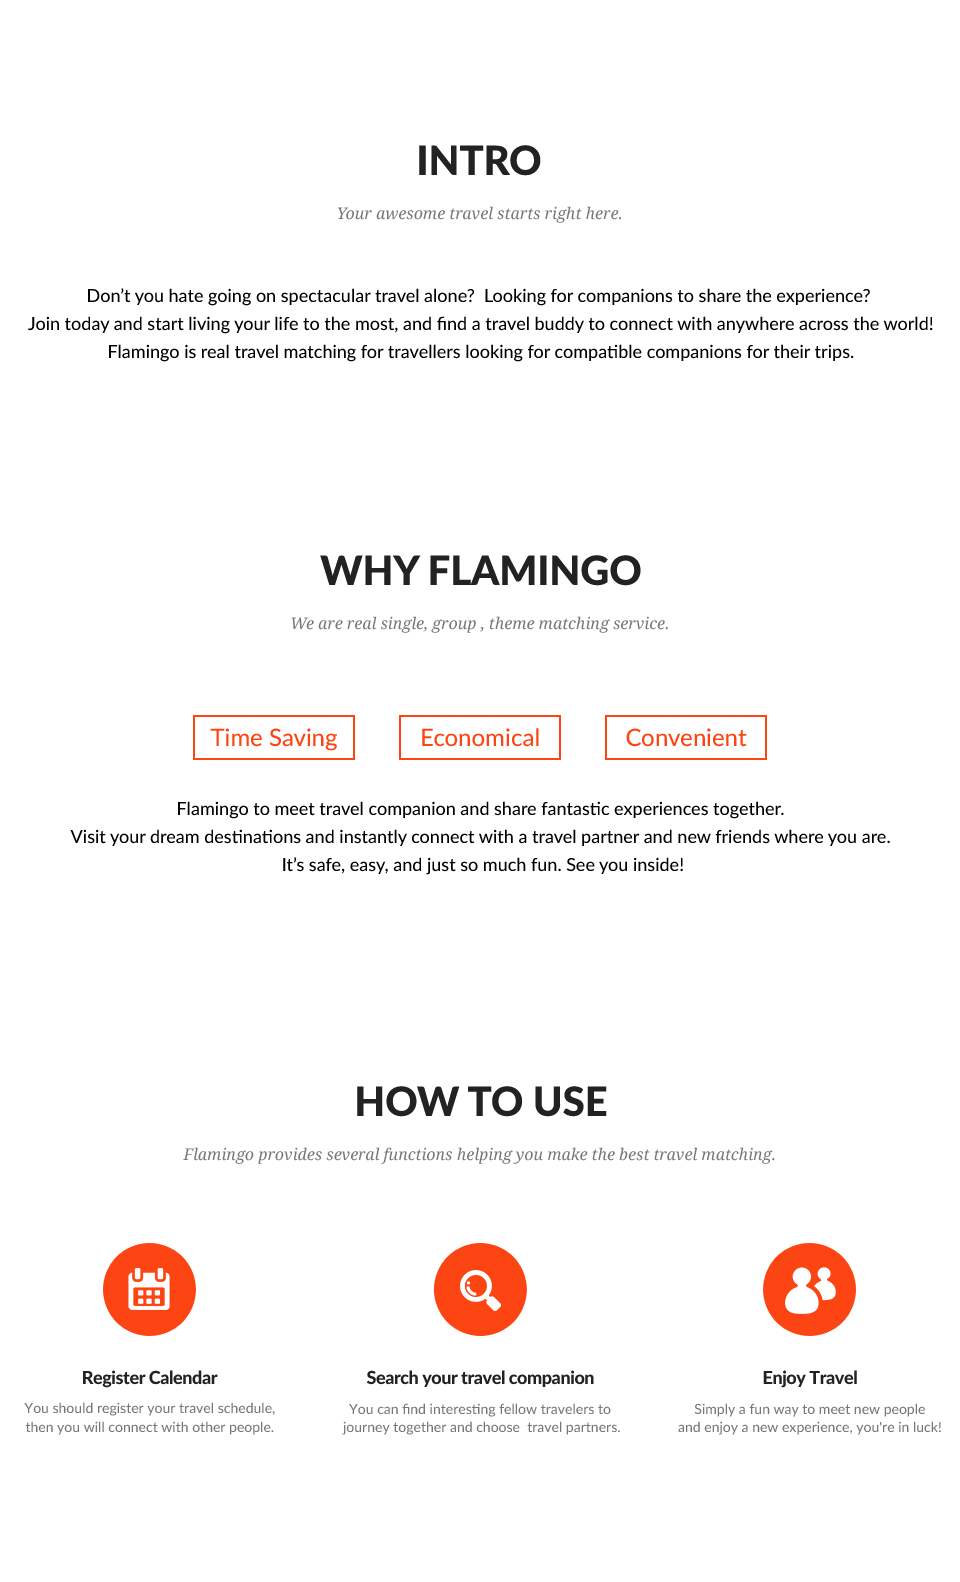 INTRO
Your awesome travel starts right here.
Don’t you hate going on spectacular travel alone?  Looking for companions to share the experience?
Join today and start living your life to the most, and find a travel buddy to connect with anywhere across the world!
Flamingo is real travel matching for travellers looking for compatible companions for their trips.
WHY FLAMINGO
We are real single, group , theme matching service.
Time Saving
Economical
Convenient
Flamingo to meet travel companion and share fantastic experiences together.
Visit your dream destinations and instantly connect with a travel partner and new friends where you are.
It’s safe, easy, and just so much fun. See you inside!
HOW TO USE
Flamingo provides several functions helping you make the best travel matching.
Register Calendar
You should register your travel schedule,
then you will connect with other people.
Search your travel companion
You can find interesting fellow travelers to
journey together and choose  travel partners.
Enjoy Travel
Simply a fun way to meet new people
and enjoy a new experience, you're in luck!